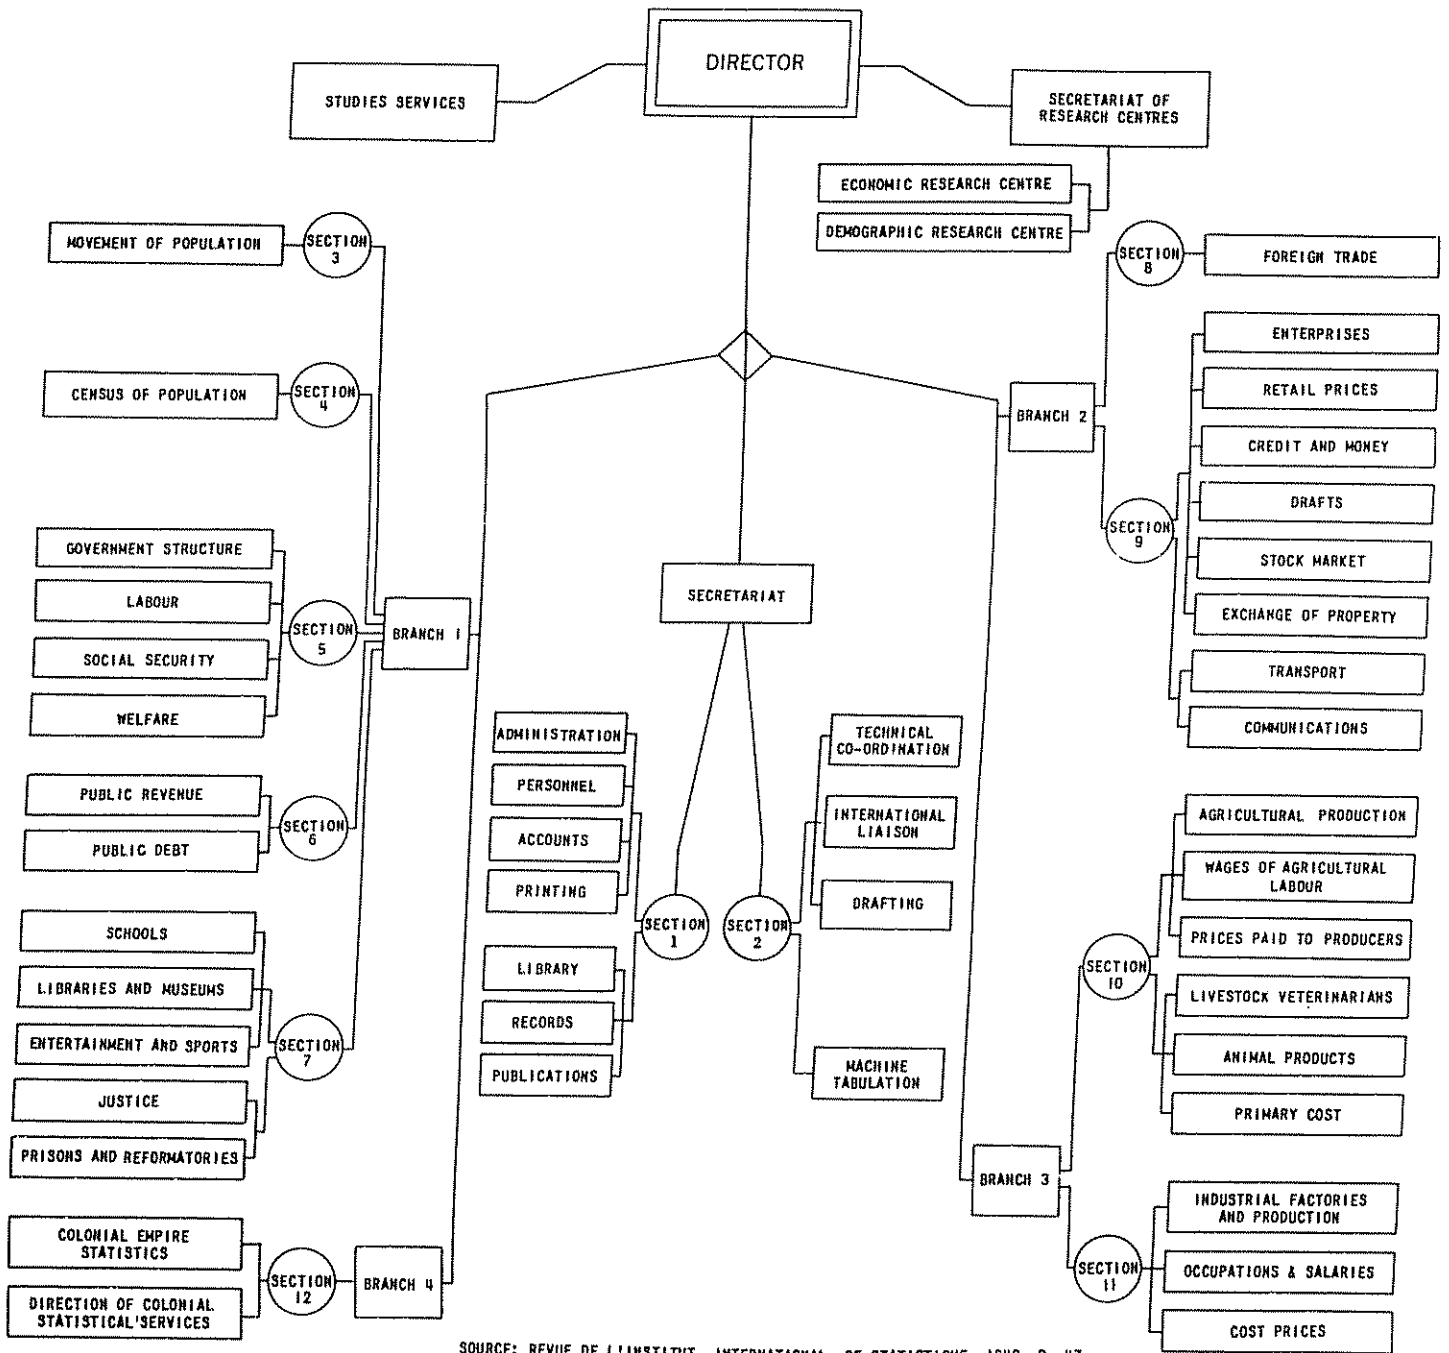 DIRECTOR
STUDIES SERVICES
SECRETARIAT OF
RESEARCH CENTRES
ECONOMIC RESEARCH CENTRE
DEMOGRAPHIC RESEARCH CENTRE
MOVEMENT OF POPULATION
SECTION
3
CENSUS OF POPULATION
SECTION
4
GOVERNMENT STRUCTURE
LABOUR
SOCIAL SECURITY
WELFARE
SECTION
5
BRANCH 1
PUBLIC REVENUE
PUBLIC DEBT
SECTION
6
SCHOOLS
LIBRARIES AND MUSEUMS
ENTERTAINMENT AND SPORTS
JUSTICE
PRISONS AND REFORMATORIES
SECTION
7
COLONIAL EMPIRE
STATISTICS
DIRECTION OF COLONIAL
STATISTICAL'SERVICES
SECTION
12
BRANCH 4
SECRETARIAT
ADMINISTRATION
PERSONNEL
ACCOUNTS
PRINTING
LIBRARY
RECORDS
PUBLICATIONS
SECTION
1
SECTION
2
TECHNICAL
CO-ORDINATION
INTERNATIONAL
LIAISON
DRAFTING
MACHINE
TABULATION
BRANCH 2
SECTION
8
FOREIGN TRADE
SECTION
9
ENTERPRISES
RETAIL PRICES
CREDIT AND MONEY
DRAFTS
STOCK MARKET
EXCHANGE OF PROPERTY
TRANSPORT
COMMUNICATIONS
BRANCH 3
SECTION
10
AGRICULTURAL PRODUCTION
WAGES OF AGRICULTURAL
LABOUR
PRICES PAID TO PRODUCERS
LIVESTOCK VETERINARIANS
ANIMAL PRODUCTS
PRIMARY COST
SECTION
11
INDUSTRIAL FACTORIES
AND PRODUCTION
OCCUPATIONS & SALARIES
COST PRICES
SOURCE: REVUE DE L'INSTITUT INTERNATIONAL DE STATISTIQUE